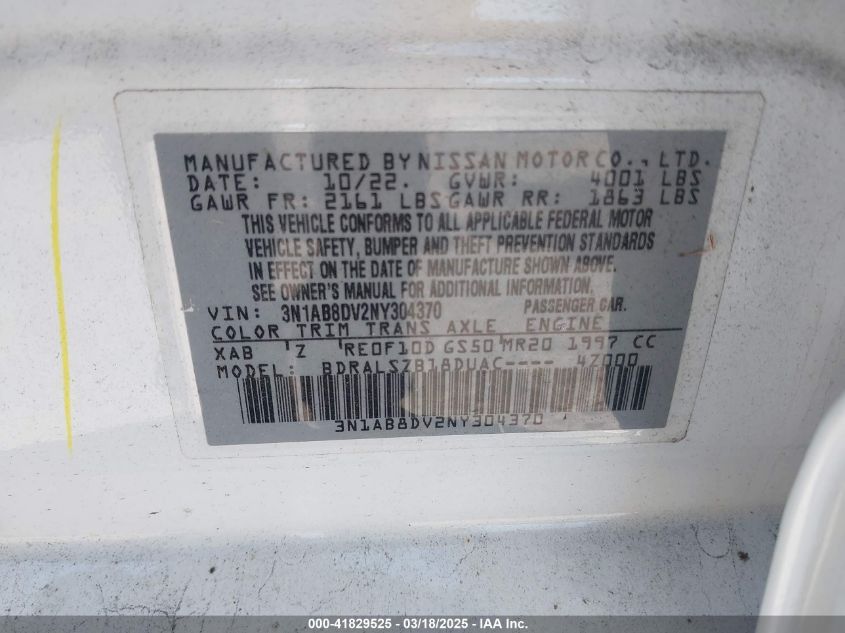 MANUFACTURED BY NISSAN MOTOR CO., LTD.
DATE: 10/22. GVWR: 4001 LBS
GAWR FR: 2161 LBS GAWR RR: 1863 LBS
THIS VEHICLE CONFORMS TO ALL APPLICABLE FEDERAL MOTOR
VEHICLE SAFETY, BUMPER AND THEFT PREVENTION STANDARDS
IN EFFECT ON THE DATE OF MANUFACTURE SHOWN ABOVE.
SEE OWNER'S MANUAL FOR ADDITIONAL INFORMATION.
VIN: 3N1AB8DV2NY304370 PASSENGER CAR.
COLOR TRIM TRANS AXLE ENGINE
XAB Z RE0F10D GS50 MR20 1997 CC
MODEL: BDRALSZB18DUAC---- 4Z000
3N1AB8DV2NY304370
000-41829525 - 03/18/2025 - IAA Inc.